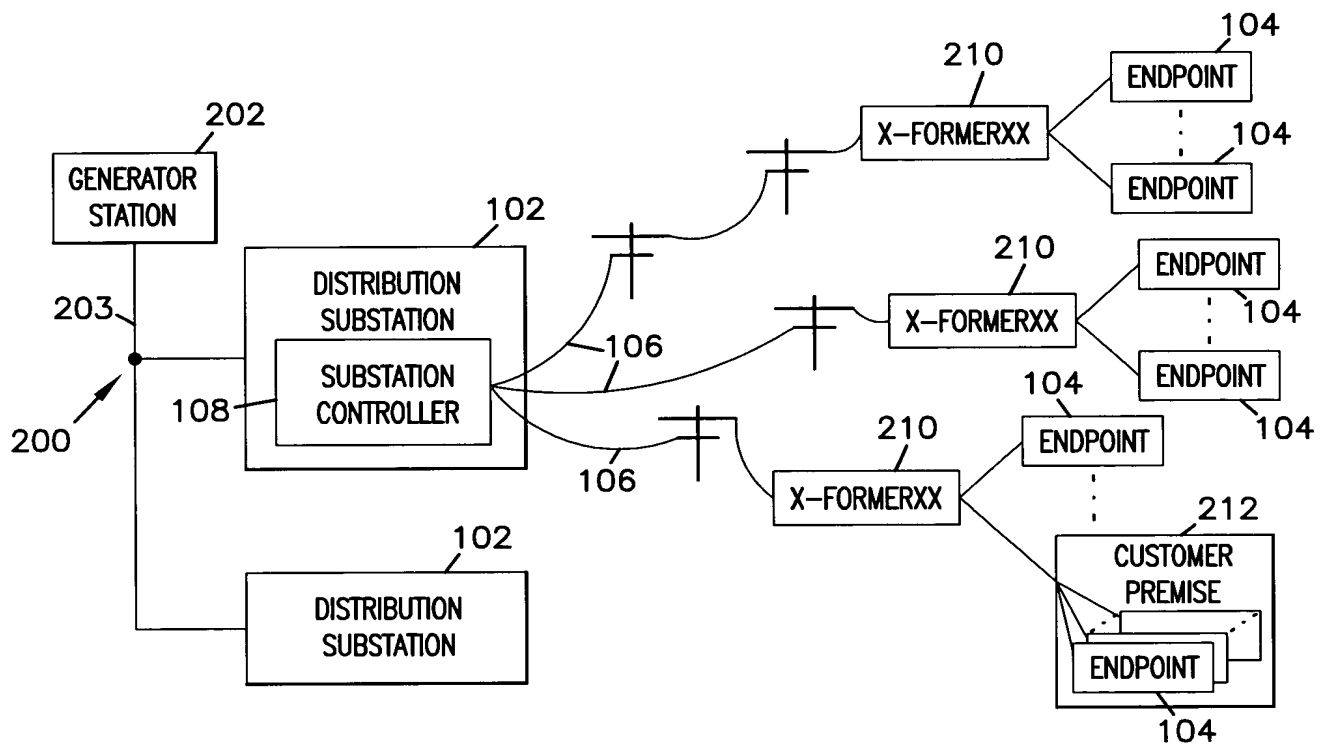 104
210
ENDPOINT
202
X-FORMERXX
104
GENERATOR
STATION
ENDPOINT
102
210
ENDPOINT
203
DISTRIBUTION
SUBSTATION
104
X-FORMERXX
106
SUBSTATION
CONTROLLER
ENDPOINT
108
104
200
210
104
ENDPOINT
106
X-FORMERXX
102
212
CUSTOMER
PREMISE
DISTRIBUTION
SUBSTATION
ENDPOINT
104